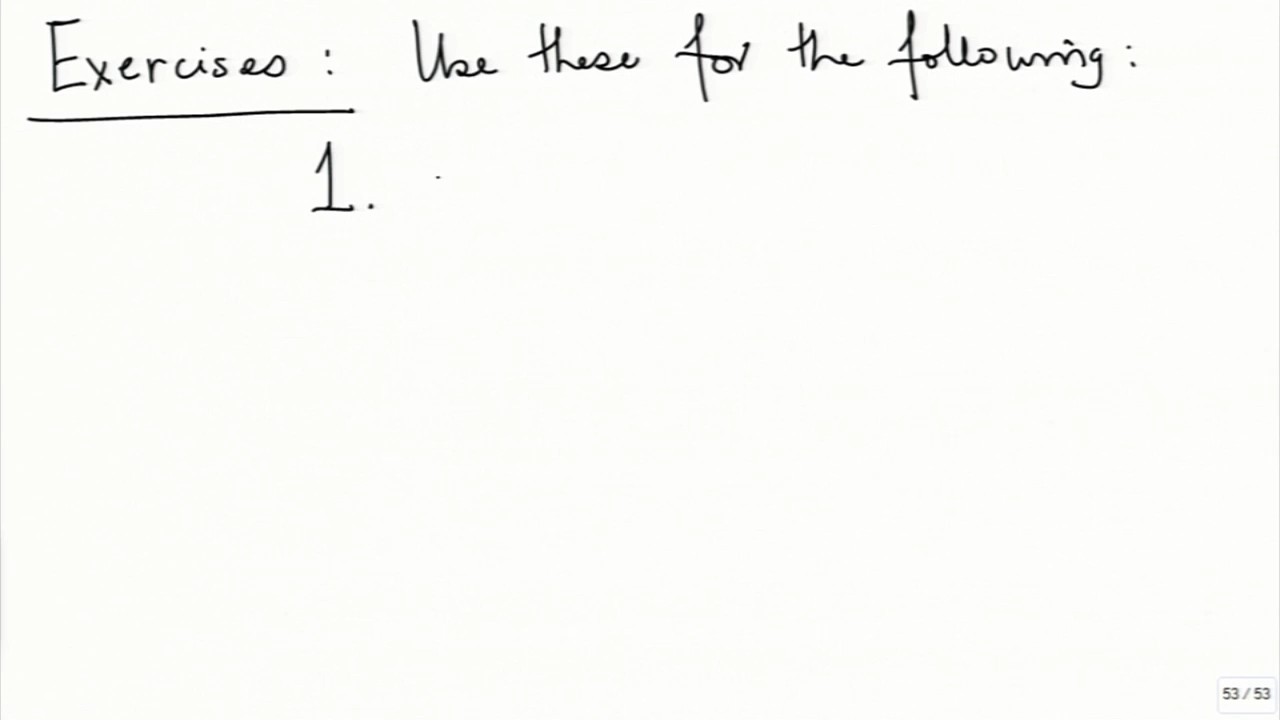 Exercises : Use these for the following :
1.
53 / 53